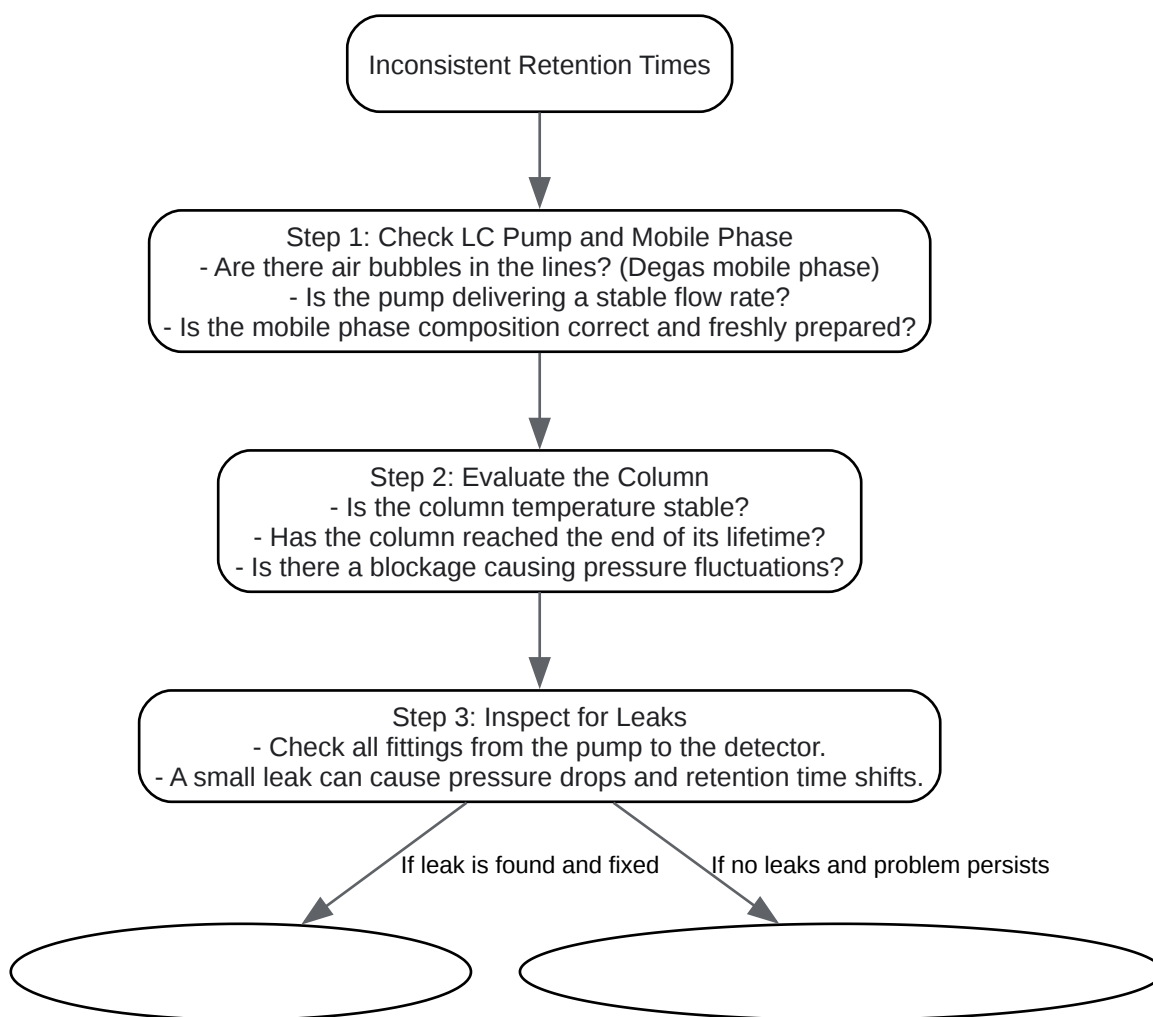 Inconsistent Retention Times
Step 1: Check LC Pump and Mobile Phase
- Are there air bubbles in the lines? (Degas mobile phase)
- Is the pump delivering a stable flow rate?
- Is the mobile phase composition correct and freshly prepared?
Step 2: Evaluate the Column
- Is the column temperature stable?
- Has the column reached the end of its lifetime?
- Is there a blockage causing pressure fluctuations?
Step 3: Inspect for Leaks
- Check all fittings from the pump to the detector.
- A small leak can cause pressure drops and retention time shifts.
If leak is found and fixed
If no leaks and problem persists